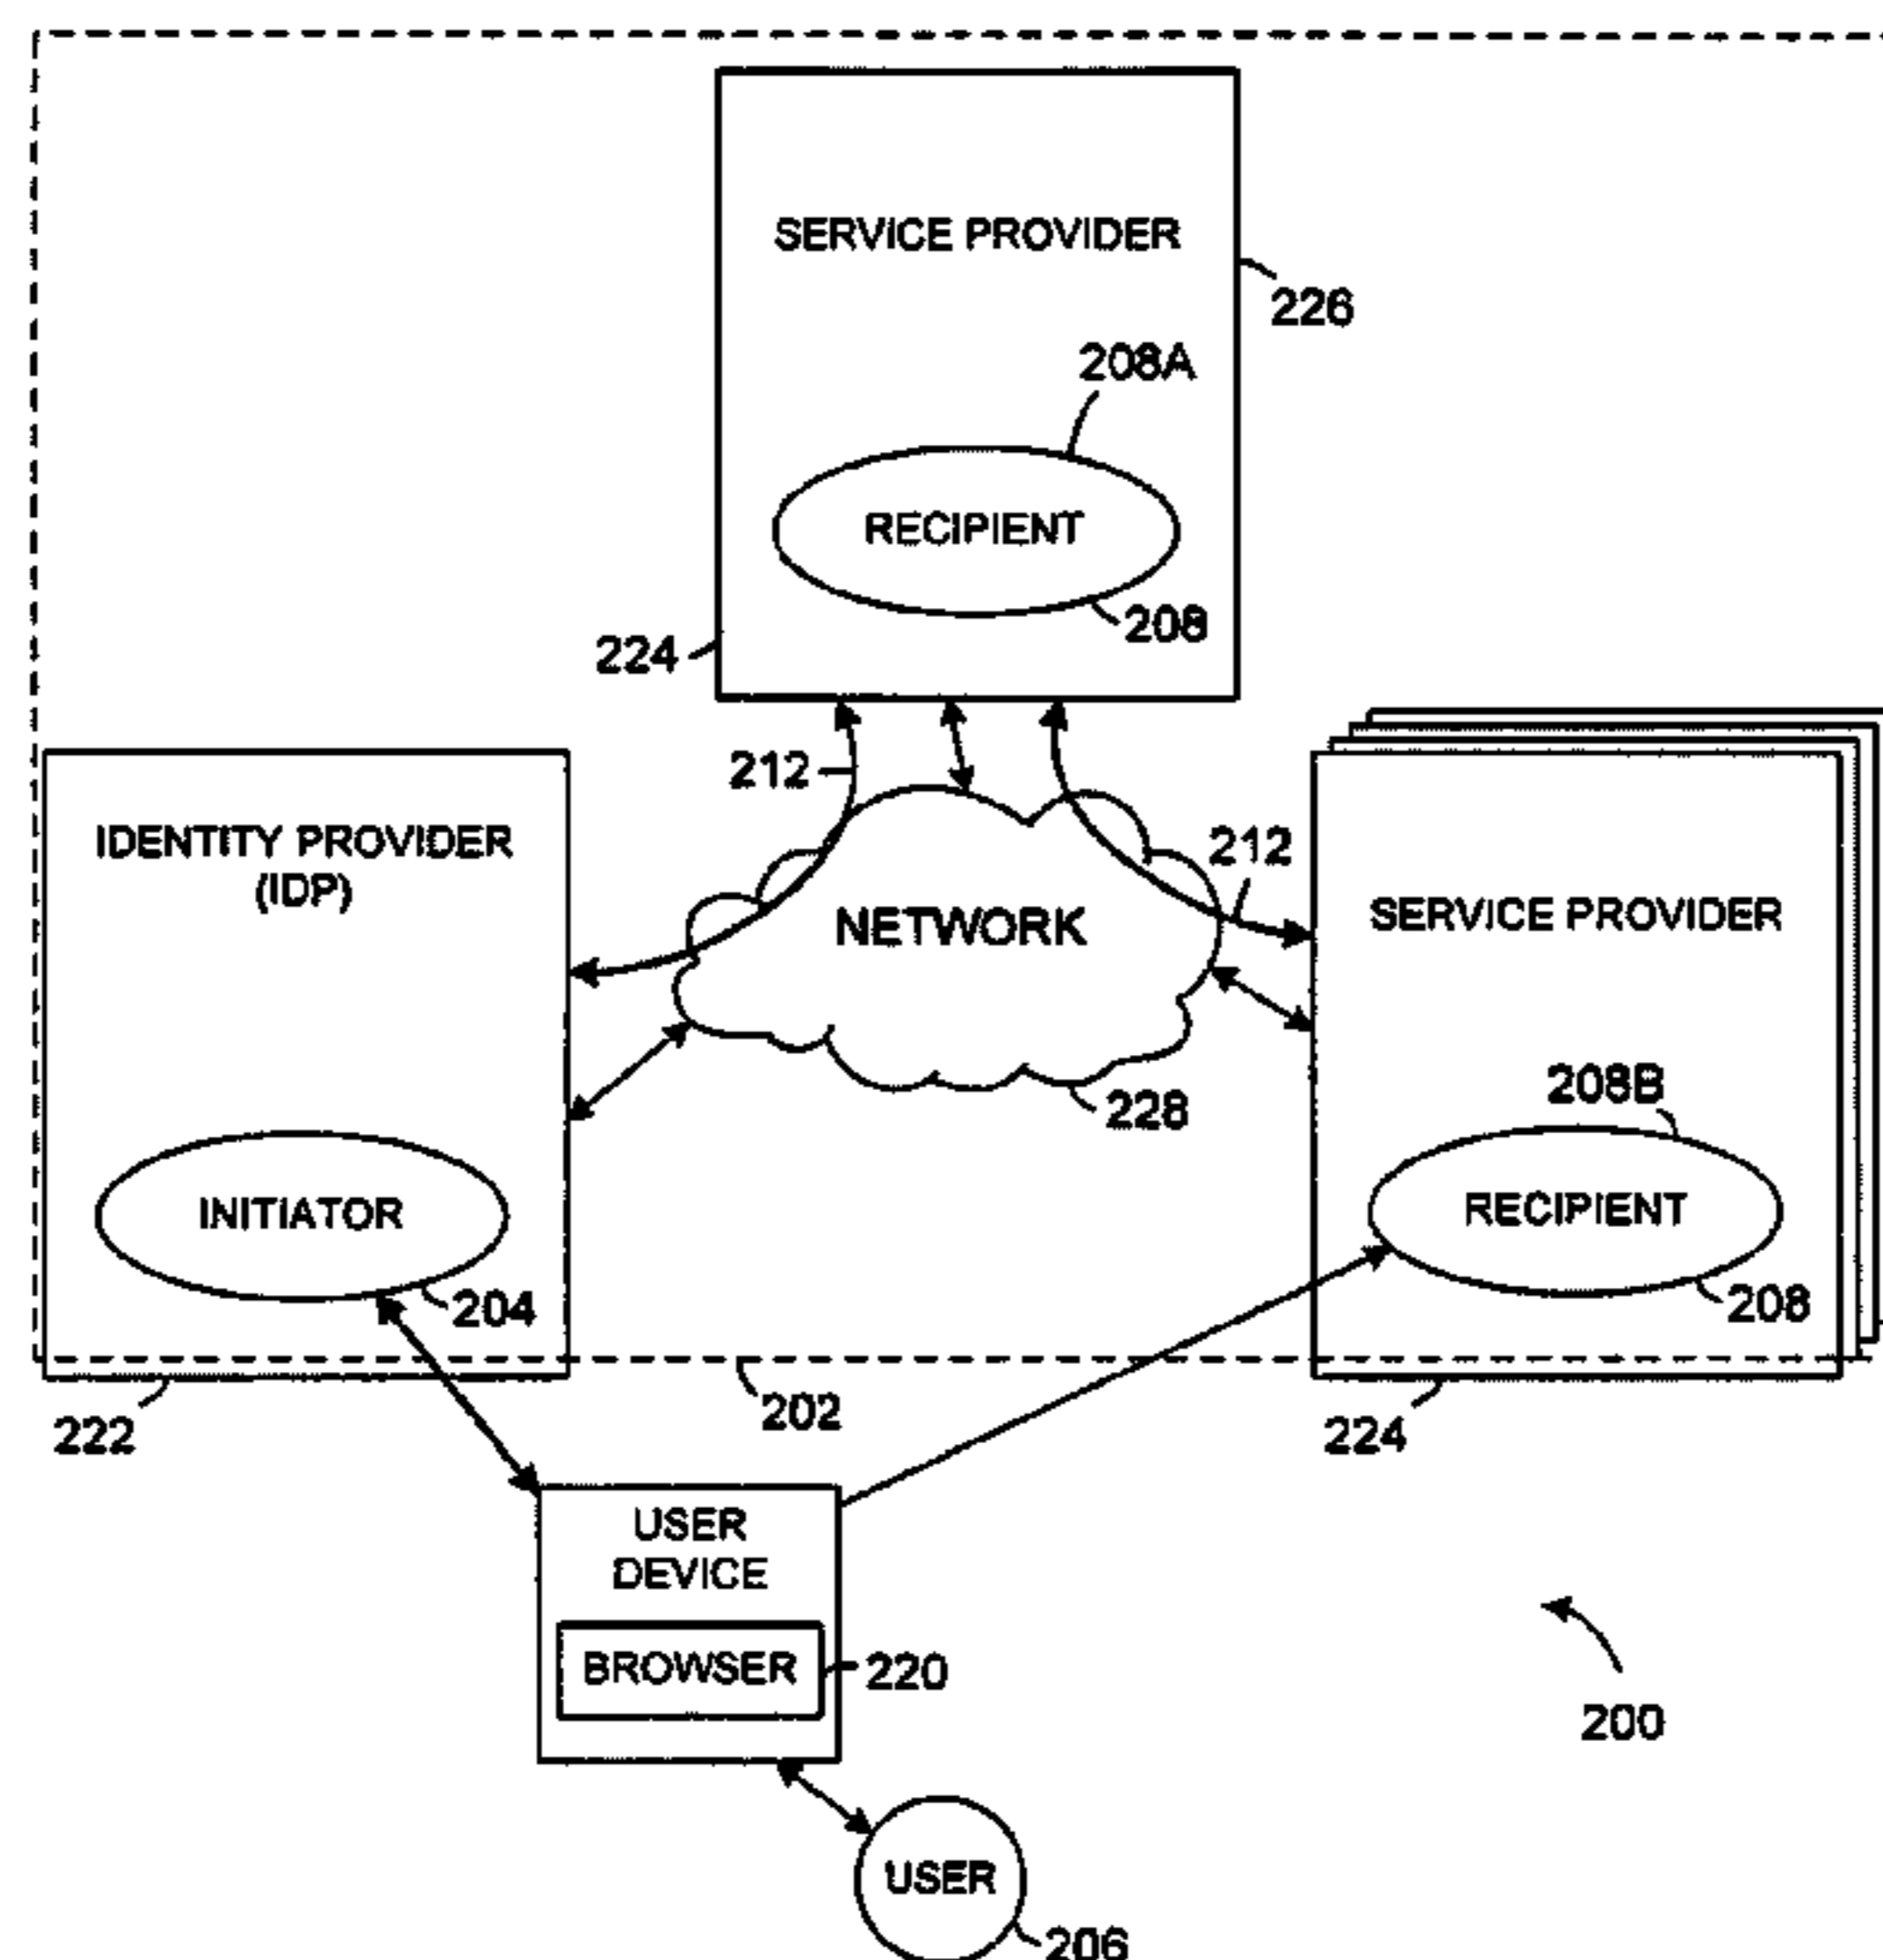 SERVICE PROVIDER
226
208A
RECIPIENT
208
224
212
IDENTITY PROVIDER
(IDP)
NETWORK
212
SERVICE PROVIDER
228
208B
INITIATOR
RECIPIENT
204
208
202
222
224
USER
DEVICE
BROWSER
220
200
USER
206